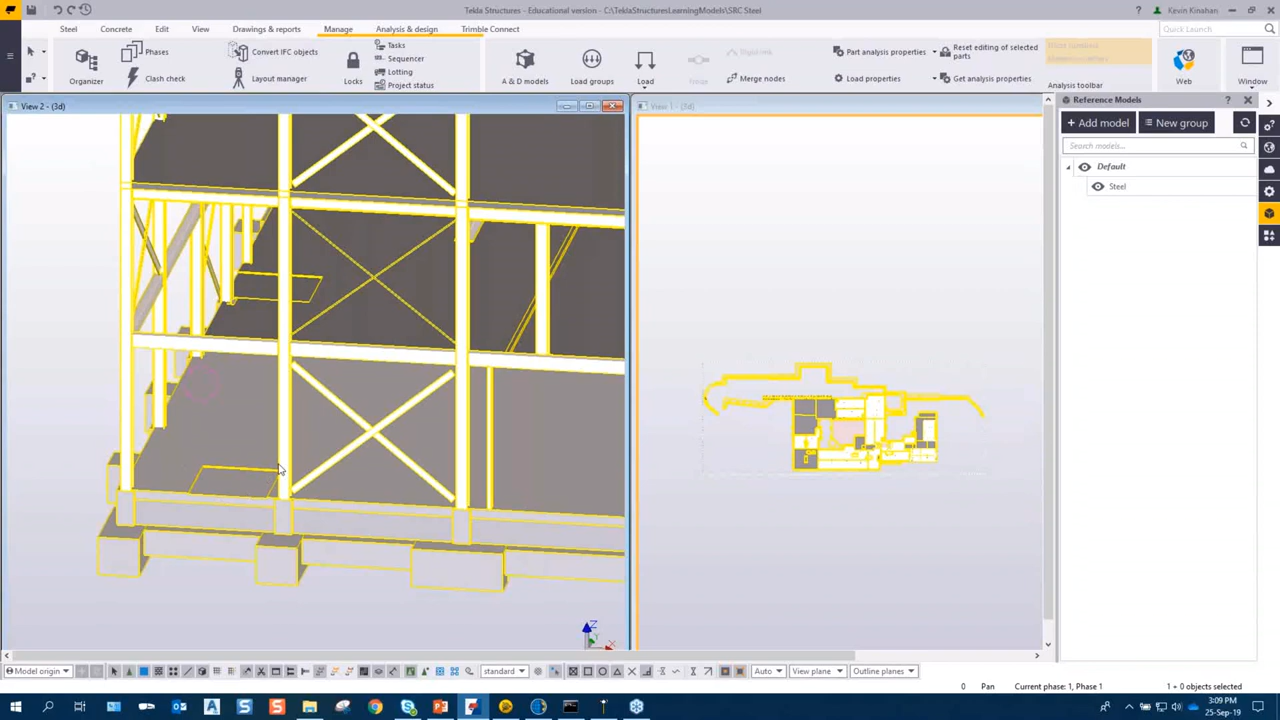 Tekla Structures - Educational version - C:\TeklaStructuresLearningModels\SRC Steel
Kevin Kinahan
Steel
Concrete
Edit
View
Drawings & reports
Manage
Analysis & design
Trimble Connect
Quick Launch
Organizer
Phases
Clash check
Convert IFC objects
Layout manager
Locks
Tasks
Sequencer
Lotting
Project status
A & D models
Load groups
Load
Rigid link
Merge nodes
Part analysis properties
Load properties
Reset editing of selected
parts
Get analysis properties
Analysis toolbar
Web
Window
View 2 - (3d)
View 1 - (3d)
Reference Models
Add model
New group
Search models...
Default
Steel
Z
Model origin
standard
Auto
View plane
Outline planes
0
Pan
Current phase: 1, Phase 1
1 + 0 objects selected
3:09 PM
25-Sep-19